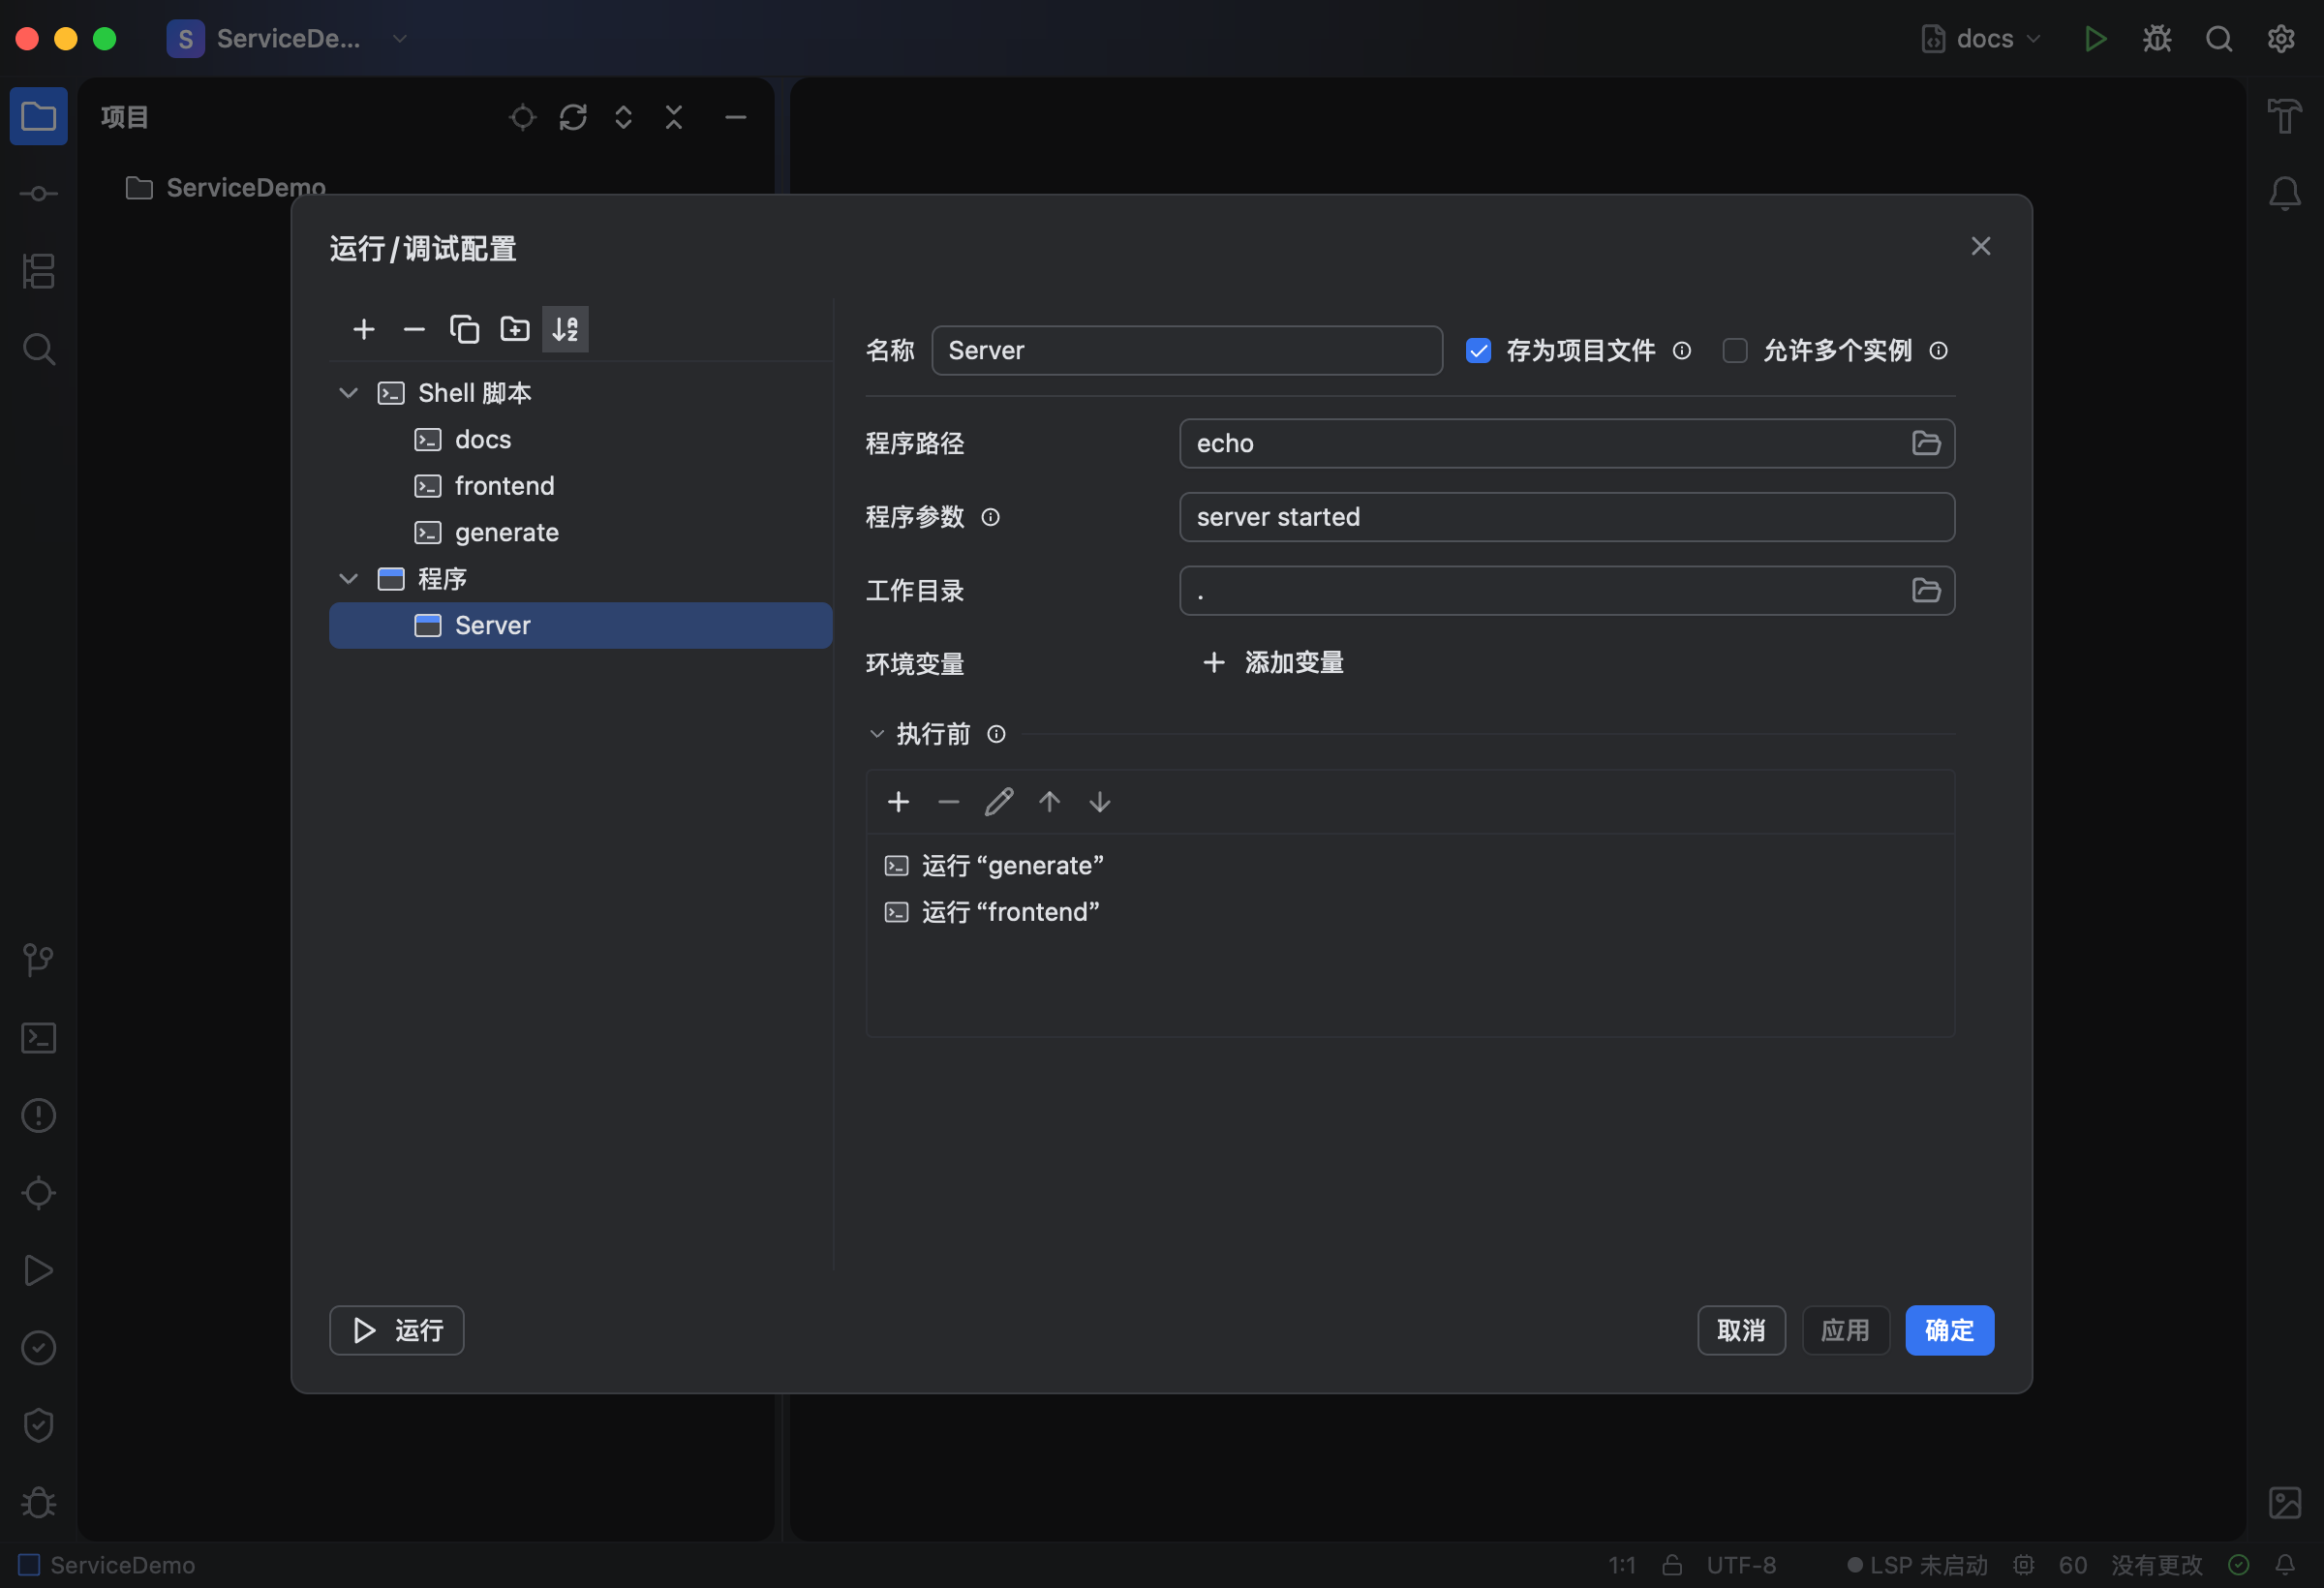 S ServiceDe... docs
项目
ServiceDemo
运行/调试配置
名称 Server 存为项目文件 允许多个实例
Shell 脚本
docs
frontend
generate
程序
Server
程序路径 echo
程序参数 server started
工作目录 .
环境变量 添加变量
执行前
运行 “generate”
运行 “frontend”
运行 取消 应用 确定
ServiceDemo 1:1 UTF-8 LSP 未启动 60 没有更改